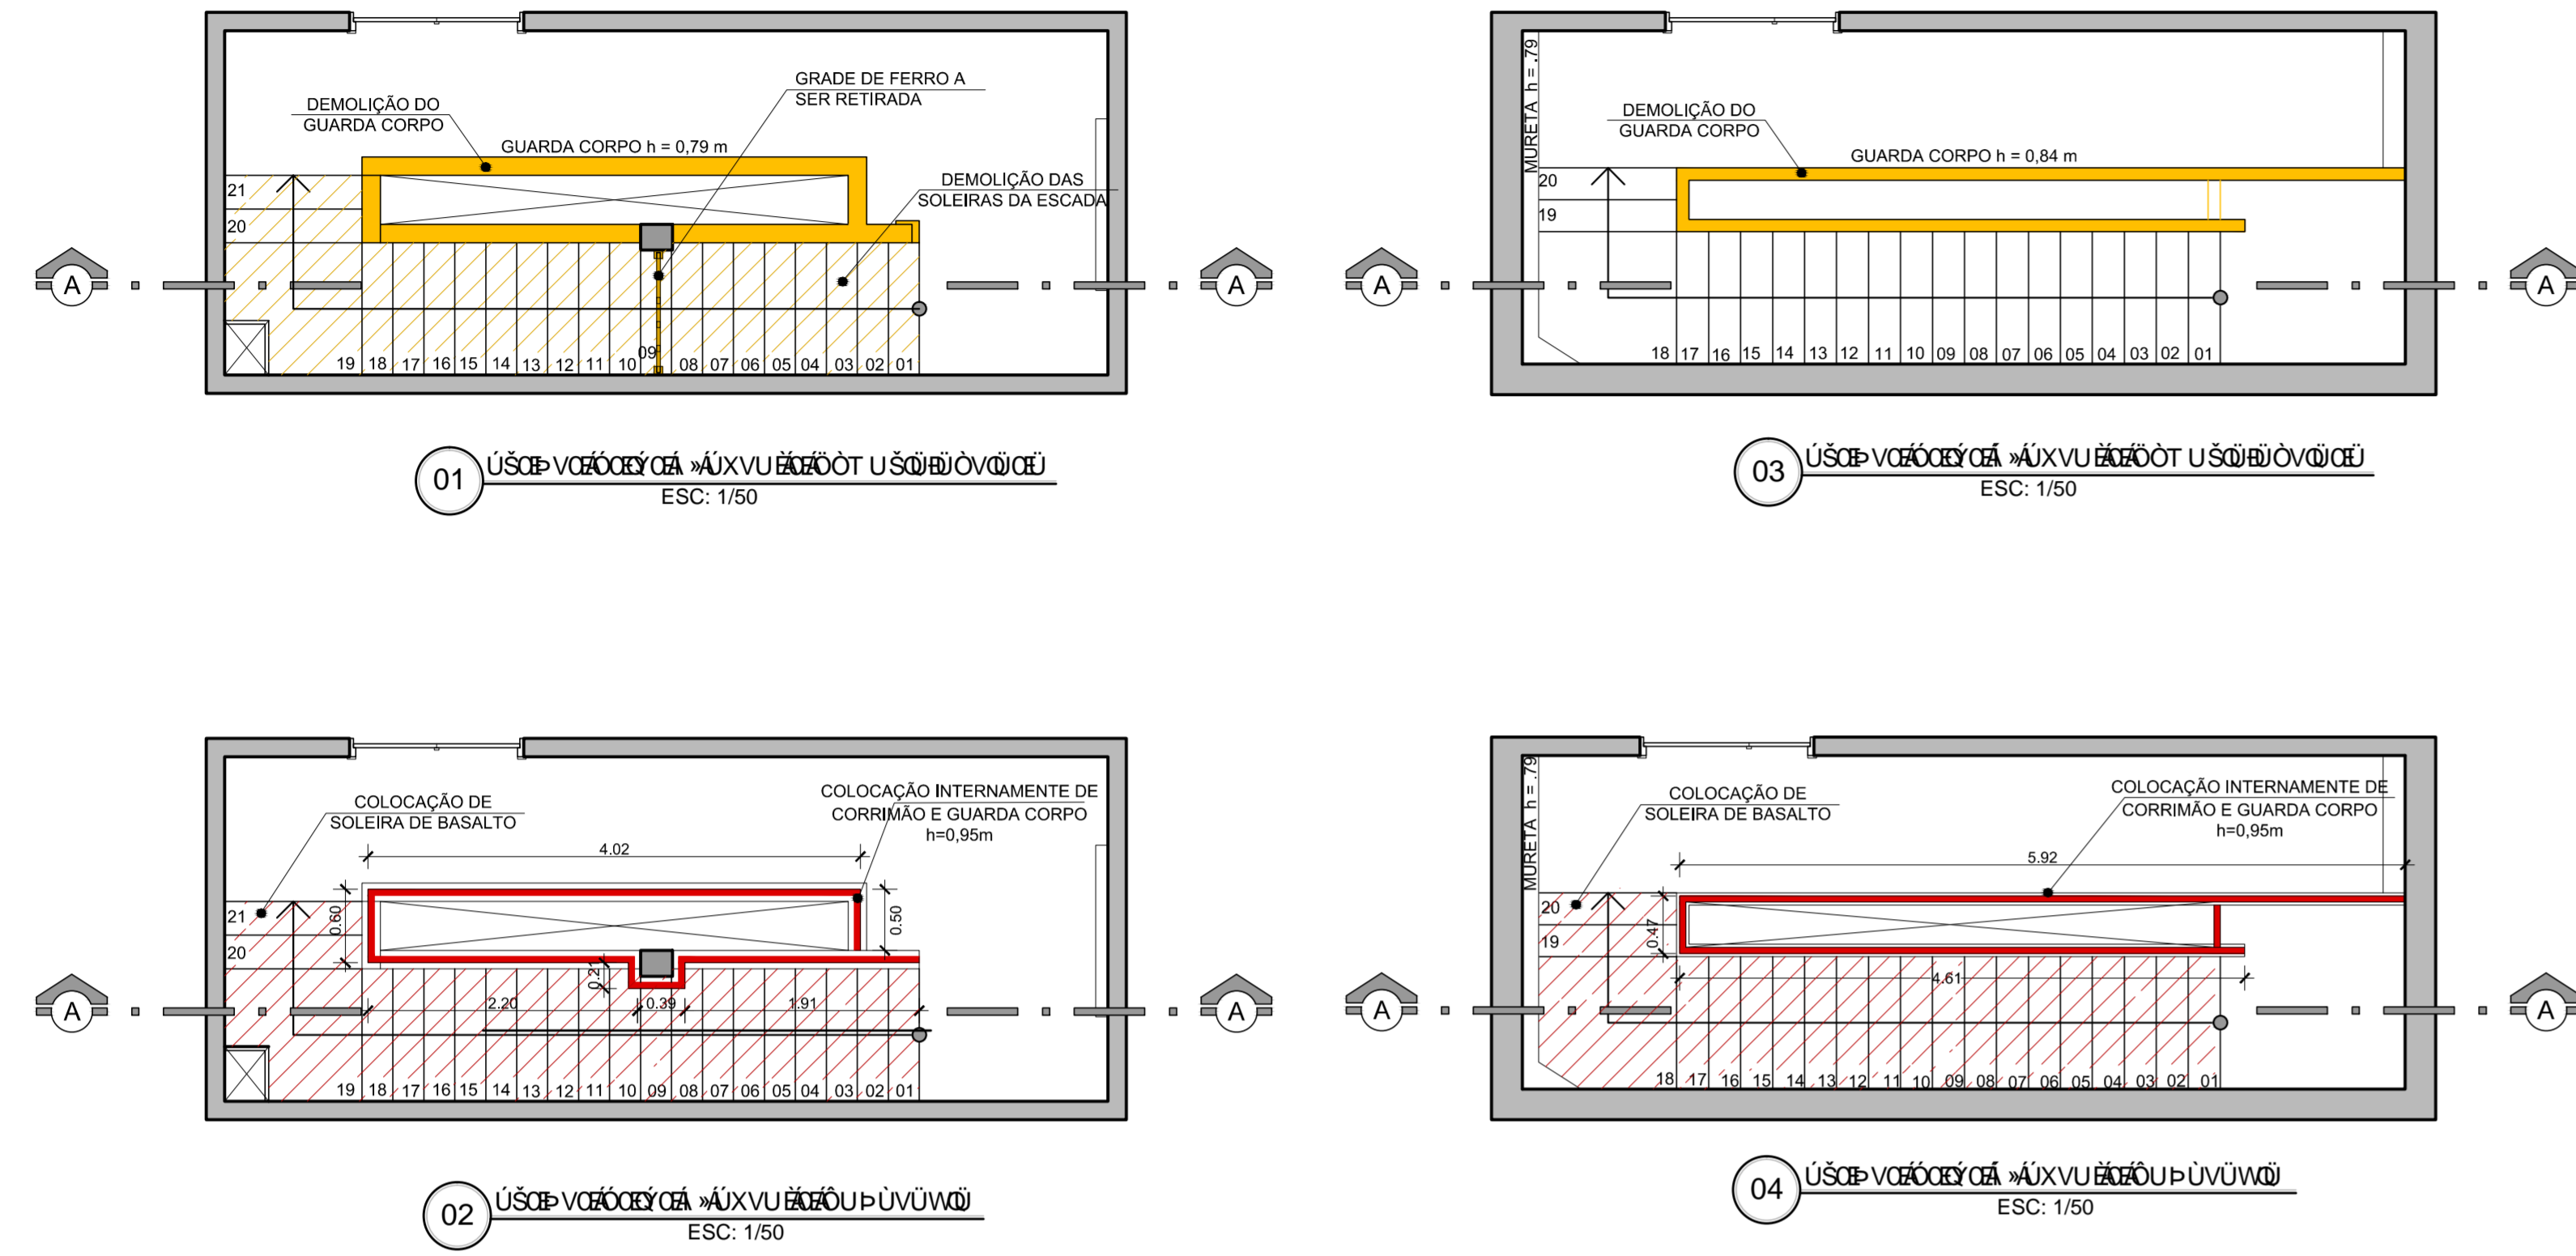 GRADE DE FERRO A
SER RETIRADA
DEMOLIÇÃO DO
GUARDA CORPO
GUARDA CORPO h = 0,79 m
DEMOLIÇÃO DAS
SOLEIRAS DA ESCADA
21
20
A
A
19 18 17 16 15 14 13 12 11 10 09 08 07 06 05 04 03 02 01
01
ESC: 1/50
MURETA h = .79
DEMOLIÇÃO DO
GUARDA CORPO
GUARDA CORPO h = 0,84 m
20
19
A
A
18 17 16 15 14 13 12 11 10 09 08 07 06 05 04 03 02 01
03
ESC: 1/50
COLOCAÇÃO DE
SOLEIRA DE BASALTO
COLOCAÇÃO INTERNAMENTE DE
CORRIMÃO E GUARDA CORPO
h=0,95m
4.02
0.60
0.50
21
20
0.21
2.20 0.39 1.91
A
A
19 18 17 16 15 14 13 12 11 10 09 08 07 06 05 04 03 02 01
02
ESC: 1/50
MURETA h = .79
COLOCAÇÃO DE
SOLEIRA DE BASALTO
COLOCAÇÃO INTERNAMENTE DE
CORRIMÃO E GUARDA CORPO
h=0,95m
5.92
20
19
0.47
4.61
A
A
18 17 16 15 14 13 12 11 10 09 08 07 06 05 04 03 02 01
04
ESC: 1/50